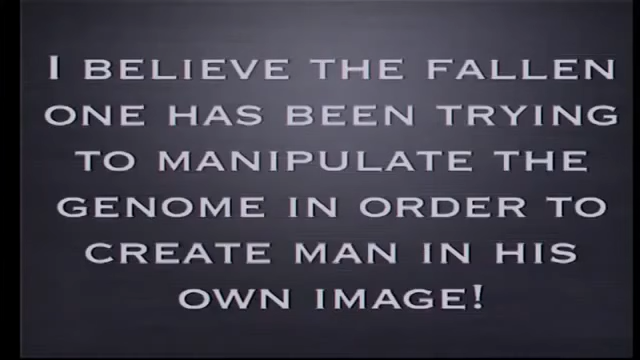 I BELIEVE THE FALLEN
ONE HAS BEEN TRYING
TO MANIPULATE THE
GENOME IN ORDER TO
CREATE MAN IN HIS
OWN IMAGE!